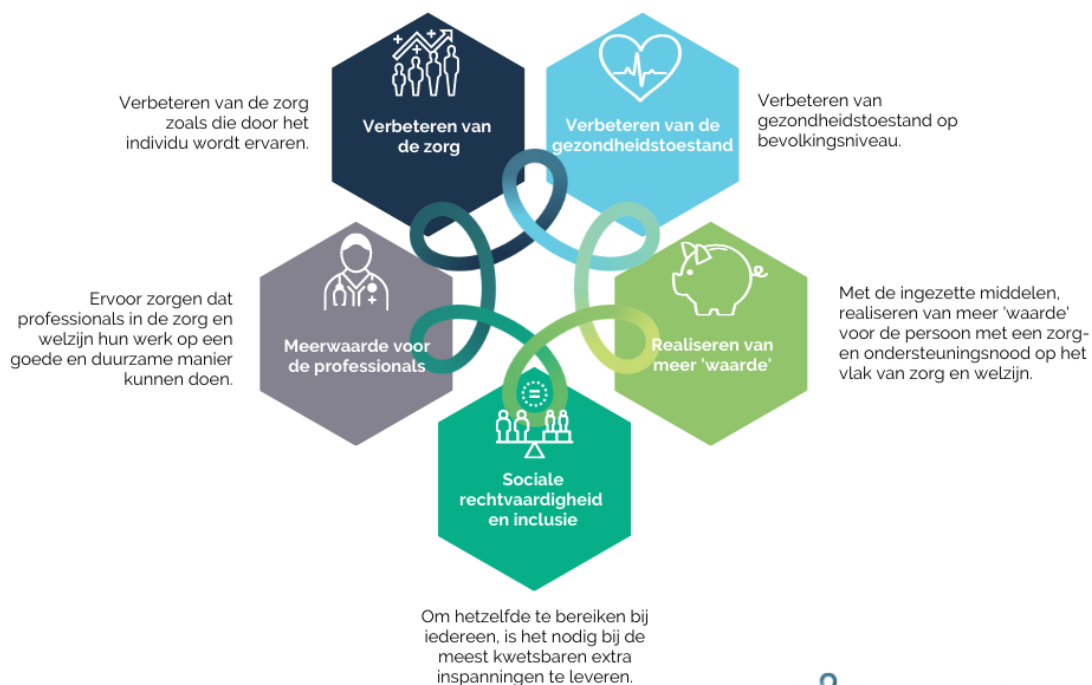 Verbeteren van de zorg
zoals die door het
individu wordt ervaren.
Verbeteren van
de zorg
Verbeteren van de
gezondheidstoestand
Verbeteren van
gezondheidstoestand op
bevolkingsniveau.
Ervoor zorgen dat
professionals in de zorg en
welzijn hun werk op een
goede en duurzame manier
kunnen doen.
Meerwaarde voor
de professionals
Realiseren van
meer 'waarde'
Met de ingezette middelen,
realiseren van meer 'waarde'
voor de persoon met een zorg-
en ondersteuningsnood op het
vlak van zorg en welzijn.
=
Sociale
rechtvaardigheid
en inclusie
Om hetzelfde te bereiken bij
iedereen, is het nodig bij de
meest kwetsbaren extra
inspanningen te leveren.